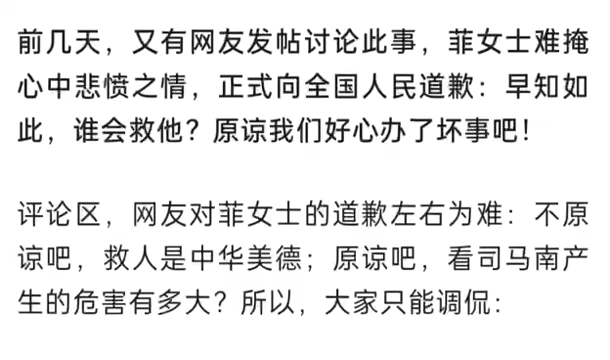 前几天，又有网友发帖讨论此事，菲女士难掩
心中悲愤之情，正式向全国人民道歉：早知如
此，谁会救他？原谅我们好心办了坏事吧！
评论区，网友对菲女士的道歉左右为难：不原
谅吧，救人是中华美德；原谅吧，看司马南产
生的危害有多大？所以，大家只能调侃：